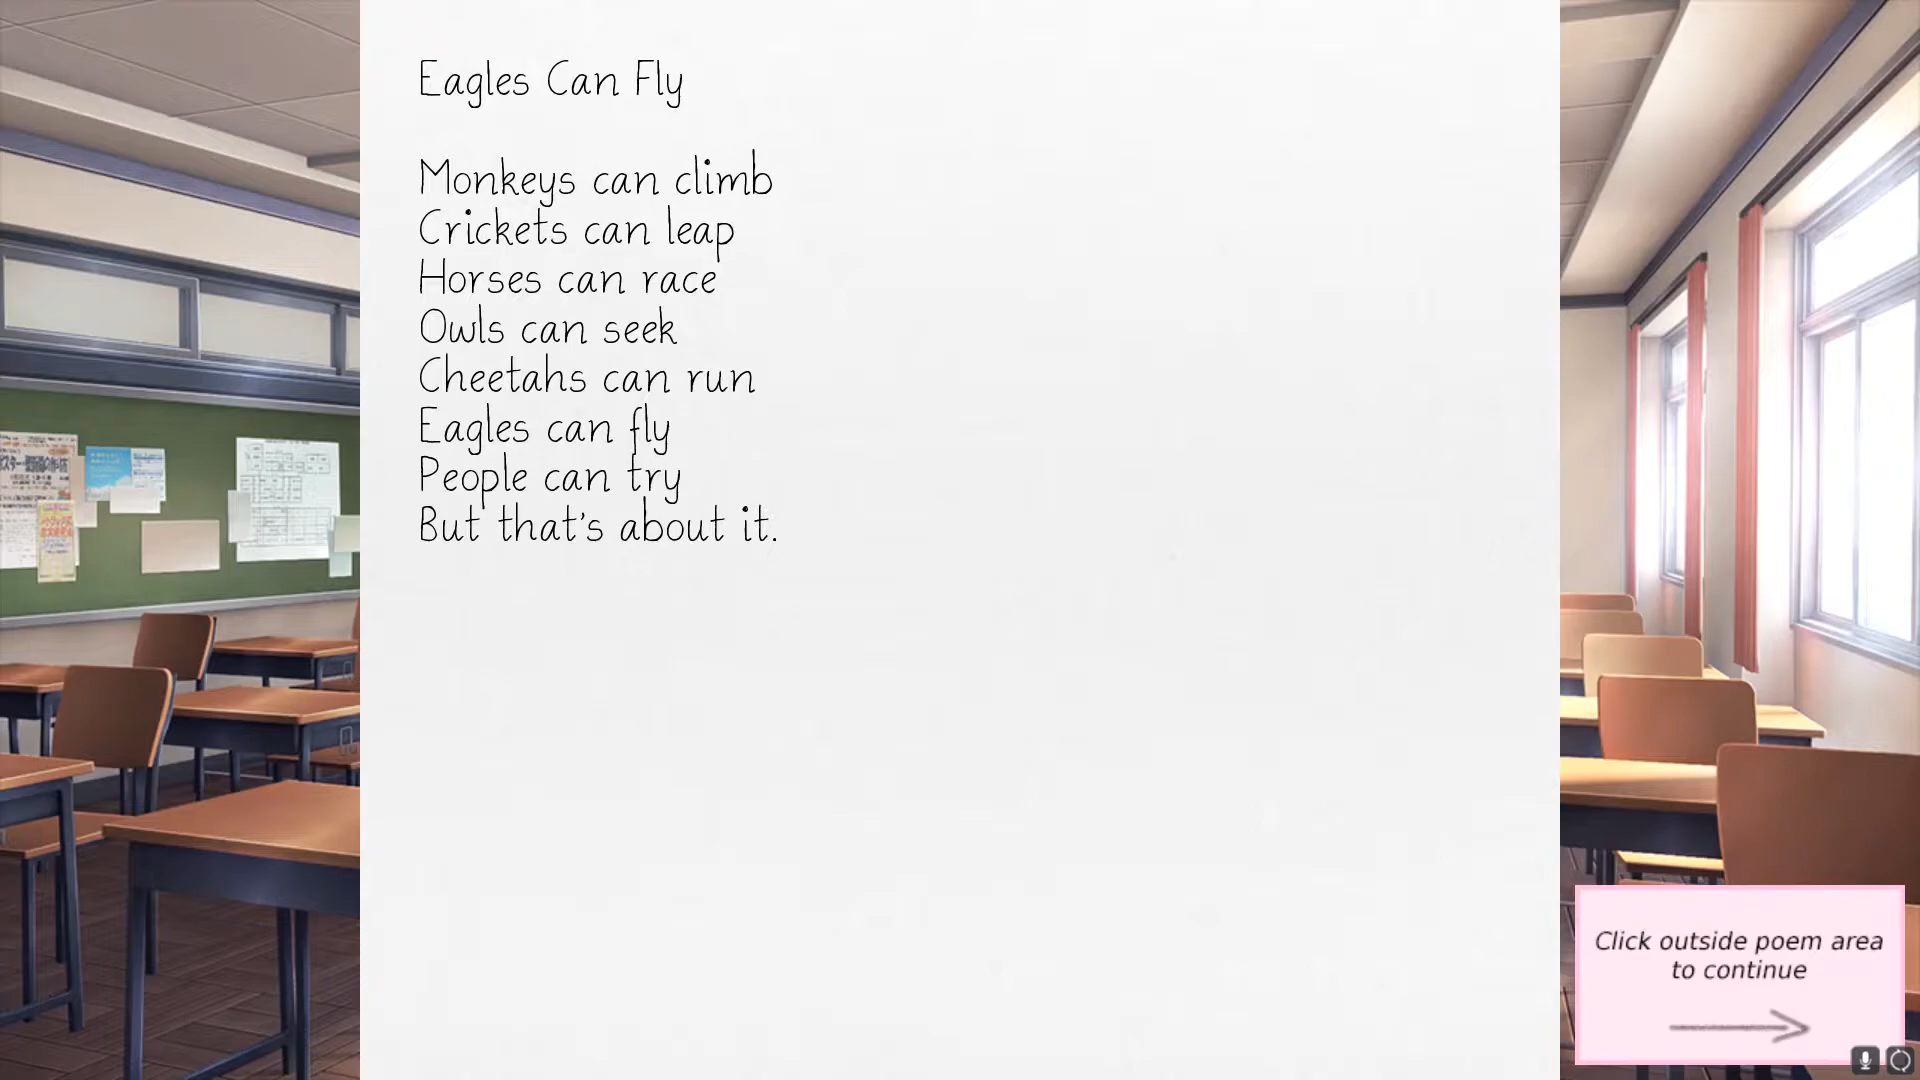 Eagles Can Fly
Monkeys can climb
Crickets can leap
Horses can race
Owls can seek
Cheetahs can run
Eagles can fly
People can try
But that's about it.
Click outside poem area
to continue